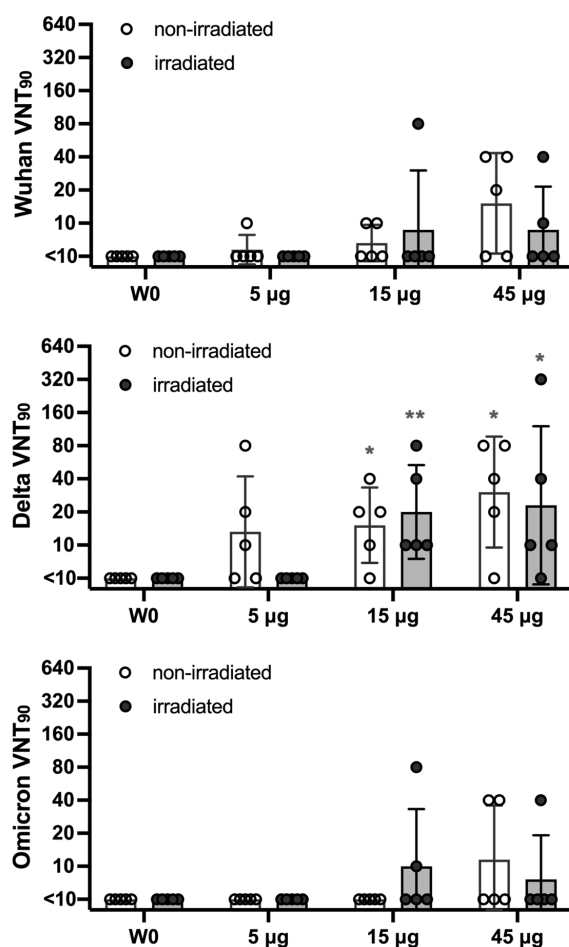 Wuhan VNT90
640
320
160
80
40
20
10
<10
non-irradiated
irradiated
W0 5 µg 15 µg 45 µg
Delta VNT90
640
320
160
80
40
20
10
<10
non-irradiated
irradiated
* ** * *
W0 5 µg 15 µg 45 µg
Omicron VNT90
640
320
160
80
40
20
10
<10
non-irradiated
irradiated
W0 5 µg 15 µg 45 µg